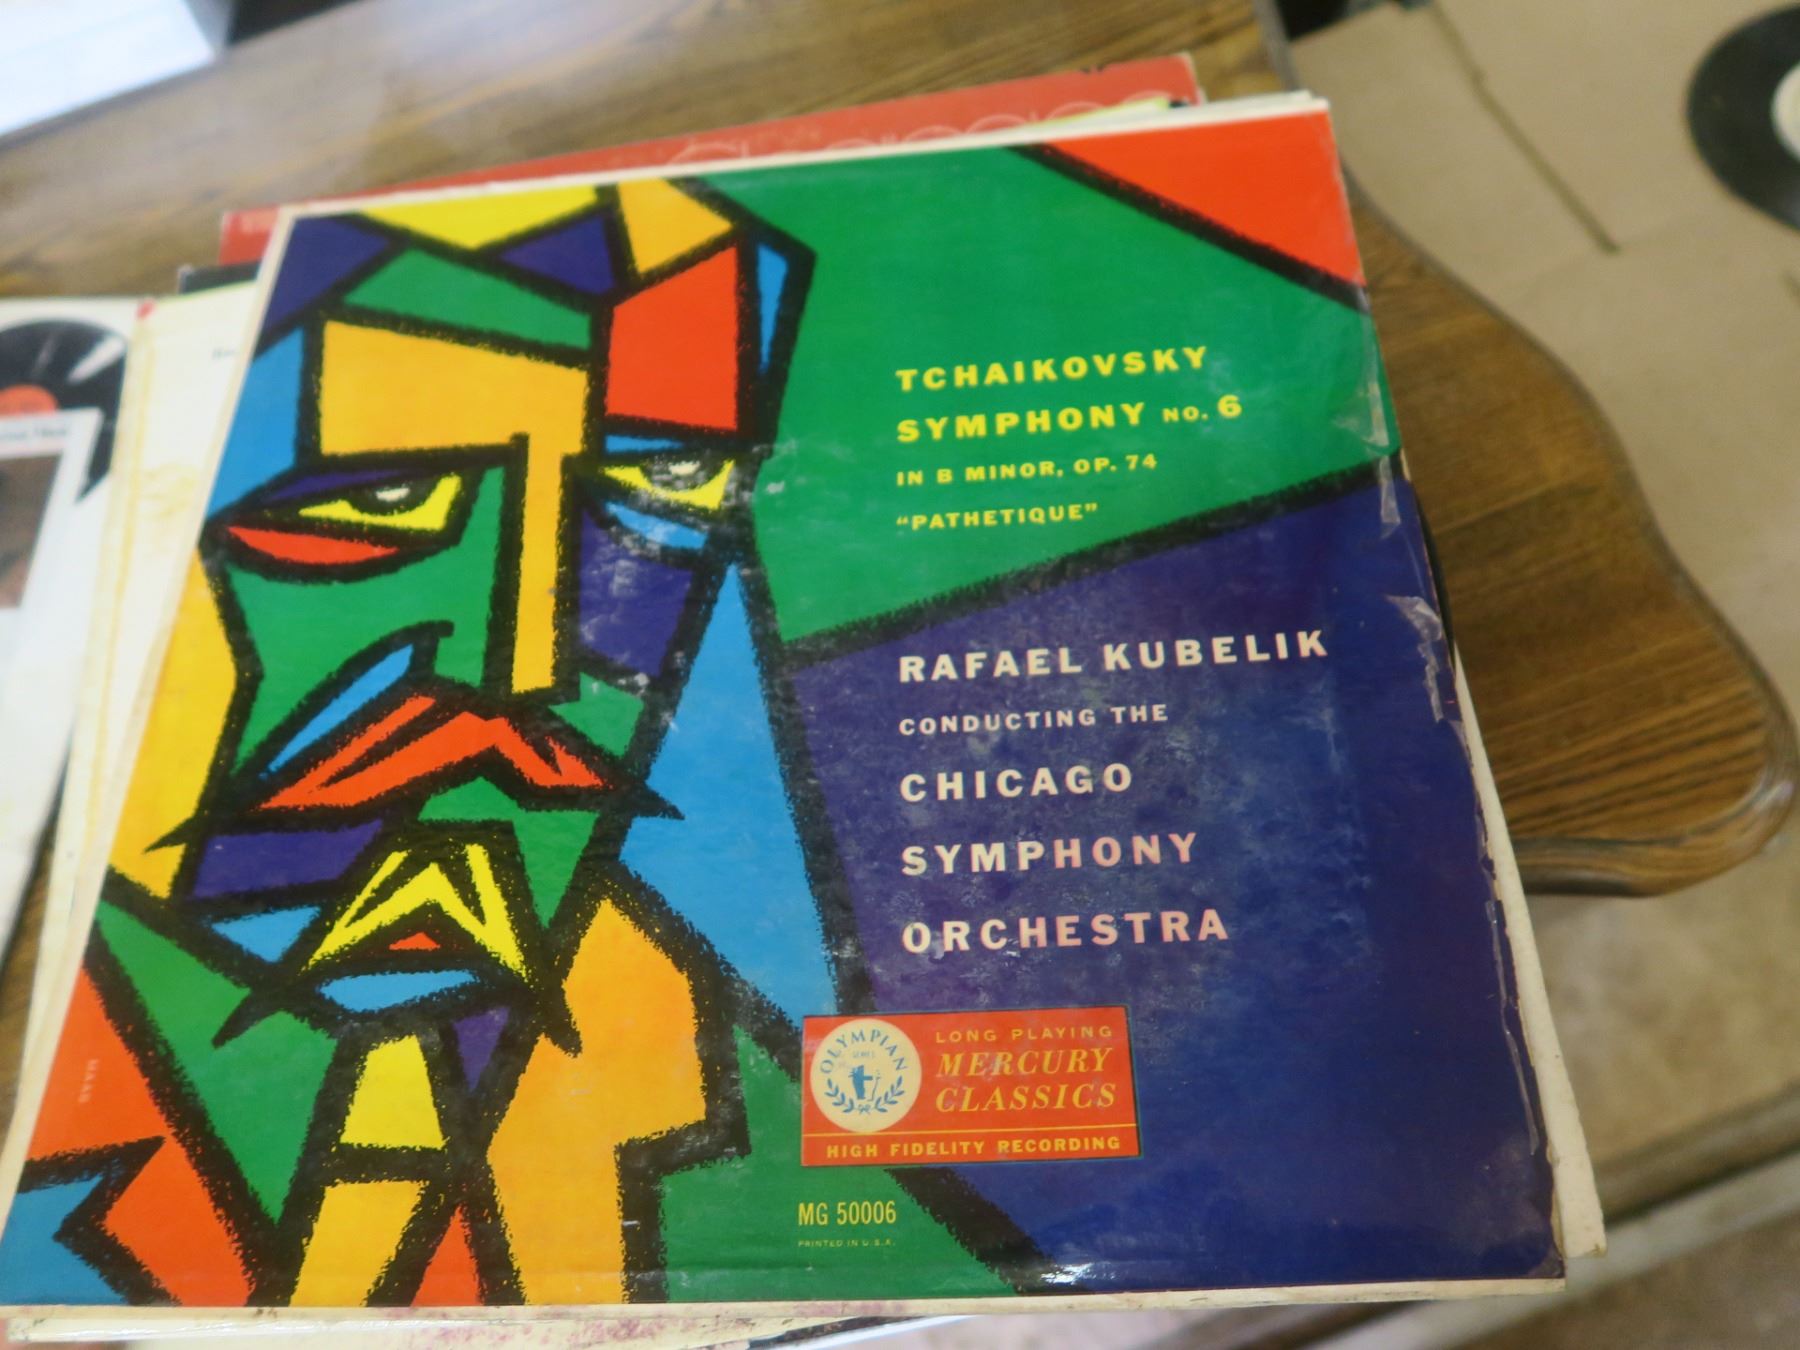 TCHAIKOVSKY
SYMPHONY NO. 6
IN B MINOR, OP. 74
"PATHETIQUE"
RAFAEL KUBELIK
CONDUCTING THE
CHICAGO
SYMPHONY
ORCHESTRA
OLYMPIAN
SERIES
LONG PLAYING
MERCURY
CLASSICS
HIGH FIDELITY RECORDING
MG 50006
PRINTED IN U.S.A.